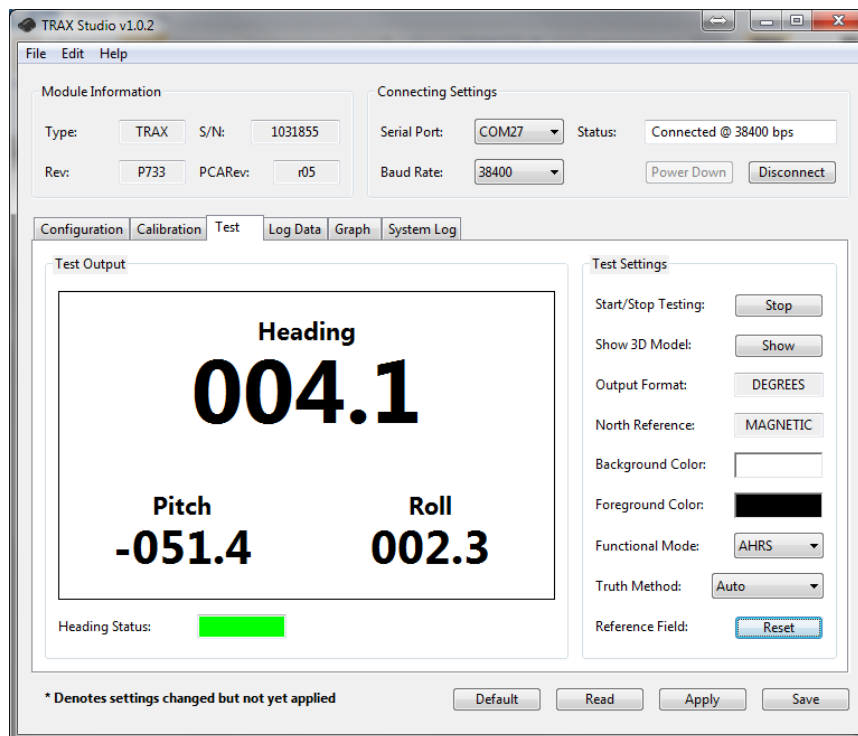 TRAX Studio v1.0.2
File Edit Help
Module Information
Type: TRAX S/N: 1031855
Rev: P733 PCARev: r05
Connecting Settings
Serial Port: COM27 Status: Connected @ 38400 bps
Baud Rate: 38400 Power Down Disconnect
Configuration Calibration Test Log Data Graph System Log
Test Output
Heading
004.1
Pitch Roll
-051.4 002.3
Heading Status:
Test Settings
Start/Stop Testing: Stop
Show 3D Model: Show
Output Format: DEGREES
North Reference: MAGNETIC
Background Color:
Foreground Color:
Functional Mode: AHRS
Truth Method: Auto
Reference Field: Reset
* Denotes settings changed but not yet applied
Default Read Apply Save